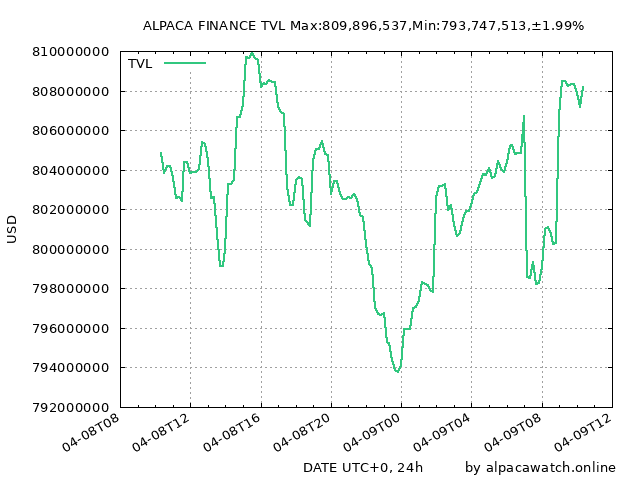 ALPACA FINANCE TVL Max:809,896,537,Min:793,747,513,±1.99%
TVL
810000000
808000000
806000000
804000000
802000000
800000000
798000000
796000000
794000000
792000000
USD
04-08T08
04-08T12
04-08T16
04-08T20
04-09T00
04-09T04
04-09T08
04-09T12
DATE UTC+0, 24h
by alpacawatch.online